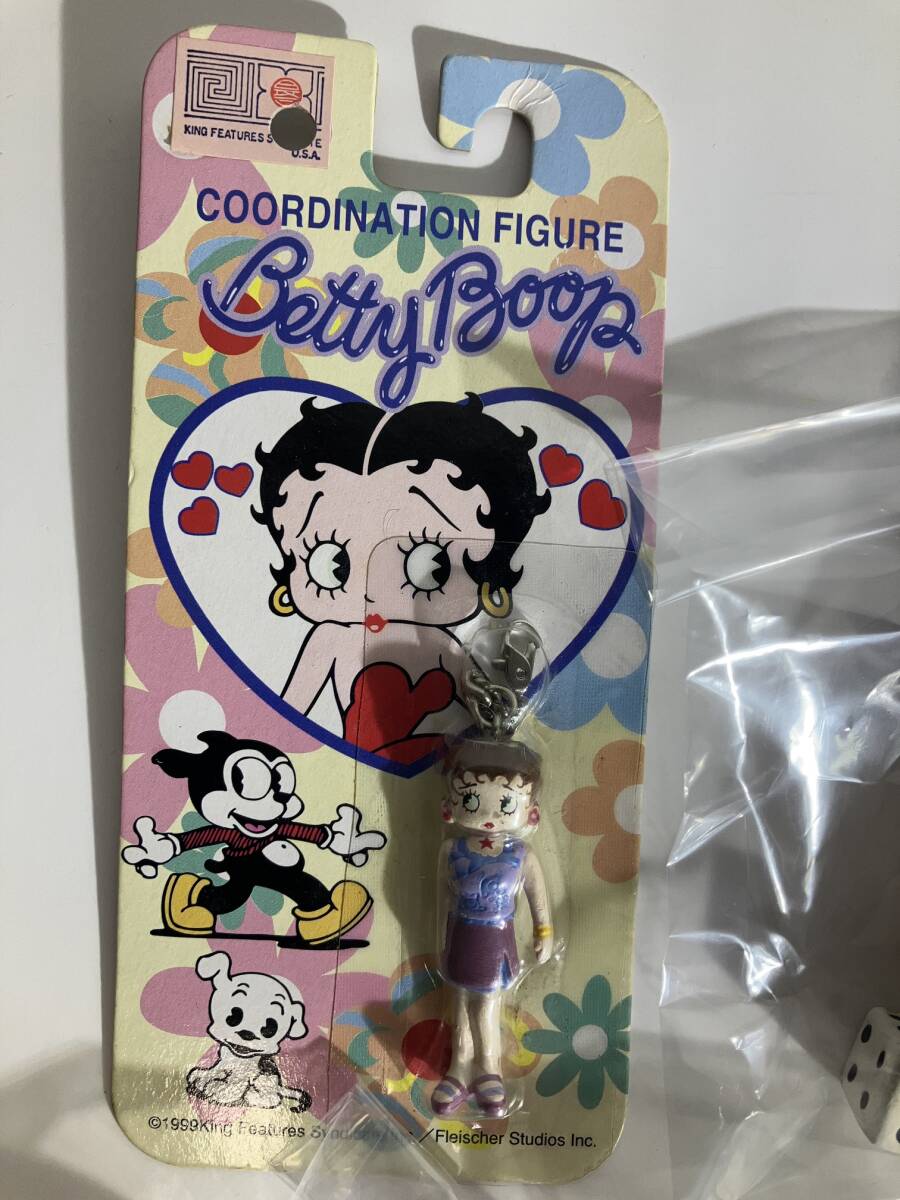 KING FEATURES
U.S.A.
COORDINATION FIGURE
Betty Boop
©1999King Features / Fleischer Studios Inc.